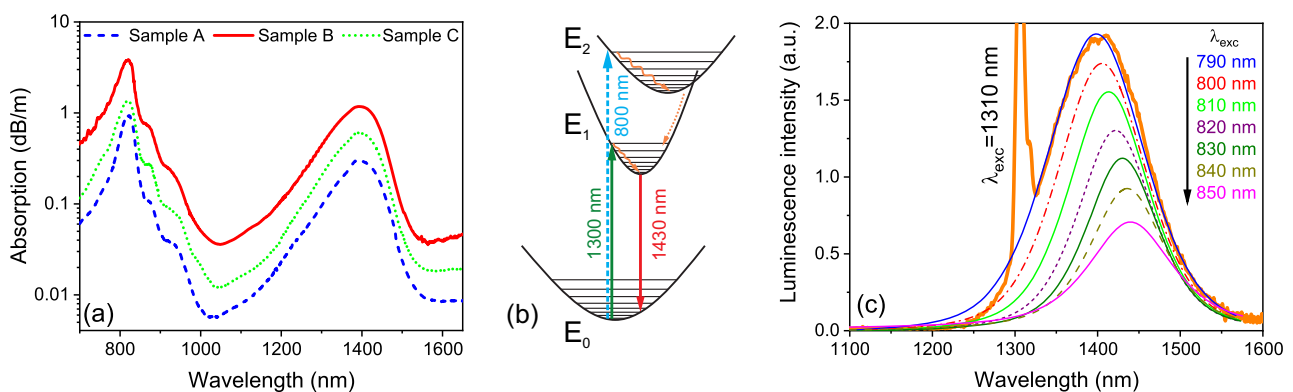 10
1
0.1
0.01
Absorption (dB/m)
Sample A
Sample B
Sample C
(a)
800
1000
1200
1400
1600
Wavelength (nm)
E2
E1
E0
800 nm
1300 nm
1430 nm
(b)
2.0
1.5
1.0
0.5
0.0
Luminescence intensity (a.u.)
λexc=1310 nm
λexc
790 nm
800 nm
810 nm
820 nm
830 nm
840 nm
850 nm
(c)
1100
1200
1300
1400
1500
1600
Wavelength (nm)